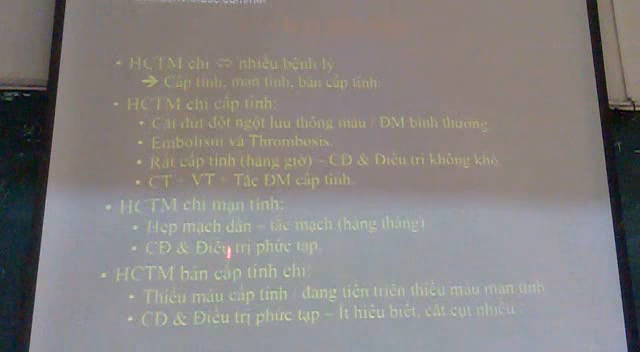 • HCTM chi ⇔ nhiều bệnh lý
➔ Cấp tính, mạn tính, bán cấp tính.
• HCTM chi cấp tính:
• Cắt đứt đột ngột lưu thông máu / ĐM bình thường.
• Embolism và Thrombosis.
• Rất cấp tính (hàng giờ) – CĐ & Điều trị không khó.
• CT - VT - Tắc ĐM cấp tính.
• HCTM chi mạn tính:
• Hẹp mạch dần – tắc mạch (hàng tháng)
• CĐ & Điều trị phức tạp.
• HCTM bán cấp tính chi:
• Thiếu máu cấp tính / đang tiến triển thiếu máu mạn tính
• CĐ & Điều trị phức tạp – Ít hiểu biết, cắt cụt nhiều.